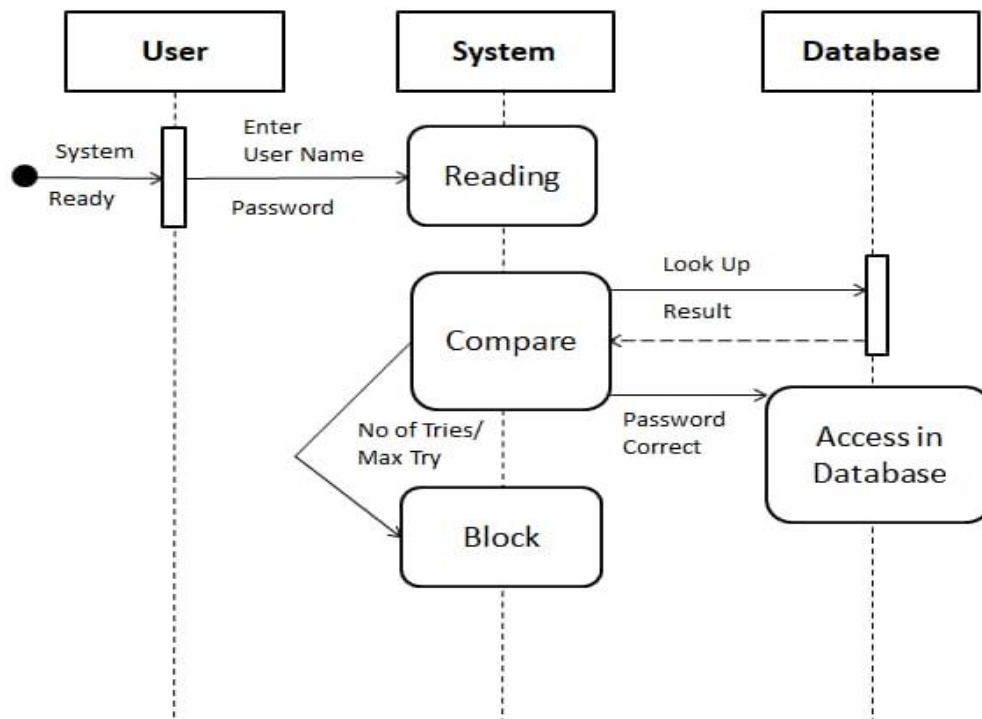 User
System
Database
System
Ready
Enter
User Name
Password
Reading
Look Up
Result
Compare
Password
Correct
No of Tries/
Max Try
Access in
Database
Block